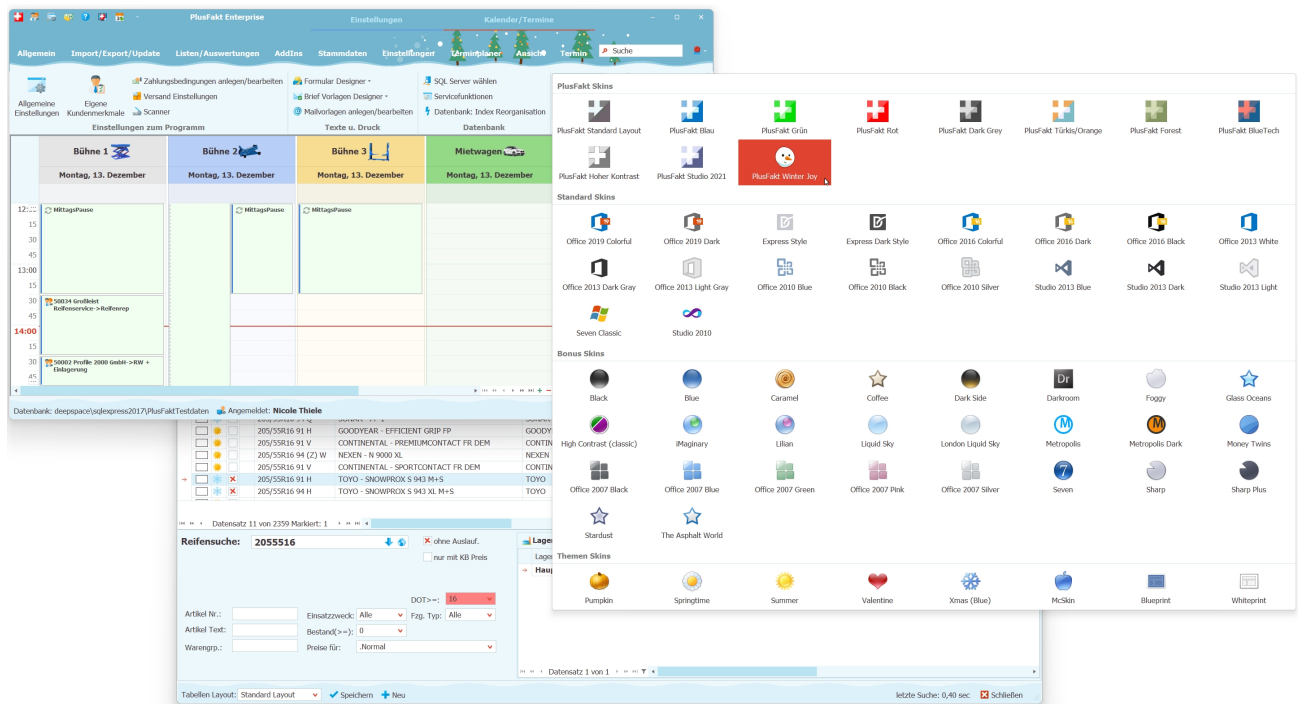 PlusFakt Enterprise
Einstellungen
Kalender/Termine
Allgemein Import/Export/Update Listen/Auswertungen AddIns Stammdaten Einstellungen Terminplaner Ansicht Termin Suche
Allgemeine Einstellungen
Eigene Kundenmerkmale
Zahlungsbedingungen anlegen/bearbeiten
Versand Einstellungen
Scanner
Einstellungen zum Programm
Formular Designer
Brief Vorlagen Designer
Mailvorlagen anlegen/bearbeiten
Texte u. Druck
SQL Server wählen
Servicefunktionen
Datenbank: Index Reorganisation
Datenbank
Bühne 1 Bühne 2 Bühne 3 Mietwagen
Montag, 13. Dezember Montag, 13. Dezember Montag, 13. Dezember Montag, 13. Dezember
MittagsPause MittagsPause MittagsPause
15
30
45
13:00
15
30 50034 Großleist
Reifenservice->Reifenrep
45
14:00
15
30 50002 Profile 2000 GmbH->RW +
Einlagerung
45
Datenbank: deepspace\sqlexpress2017\PlusFaktTestdaten Angemeldet: Nicole Thiele
205/55R16 91 H GOODYEAR - EFFICIENT GRIP FP GOODY
205/55R16 91 V CONTINENTAL - PREMIUMCONTACT FR DEM CONTIN
205/55R16 94 (Z) W NEXEN - N 9000 XL NEXEN
205/55R16 91 V CONTINENTAL - SPORTCONTACT FR DEM CONTIN
205/55R16 91 H TOYO - SNOWPROX S 943 M+S TOYO
205/55R16 94 H TOYO - SNOWPROX S 943 XL M+S TOYO
Datensatz 11 von 2359 Markiert: 1
Reifensuche: 2055516
ohne Auslauf.
nur mit KB Preis
DOT>=: 16
Artikel Nr.: Einsatzzweck: Alle Fzg. Typ: Alle
Artikel Text: Bestand(>=): 0
Warengrp.: Preise für: .Normal
Lage
Lage
Haup
Datensatz 1 von 1
Tabellen Layout: Standard Layout Speichern Neu
letzte Suche: 0,40 sec Schließen
PlusFakt Skins
PlusFakt Standard Layout PlusFakt Blau PlusFakt Grün PlusFakt Rot PlusFakt Dark Grey PlusFakt Türkis/Orange PlusFakt Forest PlusFakt BlueTech
PlusFakt Hoher Kontrast PlusFakt Studio 2021 PlusFakt Winter Joy
Standard Skins
Office 2019 Colorful Office 2019 Dark Express Style Express Dark Style Office 2016 Colorful Office 2016 Dark Office 2016 Black Office 2013 White
Office 2013 Dark Gray Office 2013 Light Gray Office 2010 Blue Office 2010 Black Office 2010 Silver Studio 2013 Blue Studio 2013 Dark Studio 2013 Light
Seven Classic Studio 2010
Bonus Skins
Black Blue Caramel Coffee Dark Side Darkroom Foggy Glass Oceans
High Contrast (classic) iMaginary Lilian Liquid Sky London Liquid Sky Metropolis Metropolis Dark Money Twins
Office 2007 Black Office 2007 Blue Office 2007 Green Office 2007 Pink Office 2007 Silver Seven Sharp Sharp Plus
Stardust The Asphalt World
Themen Skins
Pumpkin Springtime Summer Valentine Xmas (Blue) McSkin Blueprint Whiteprint